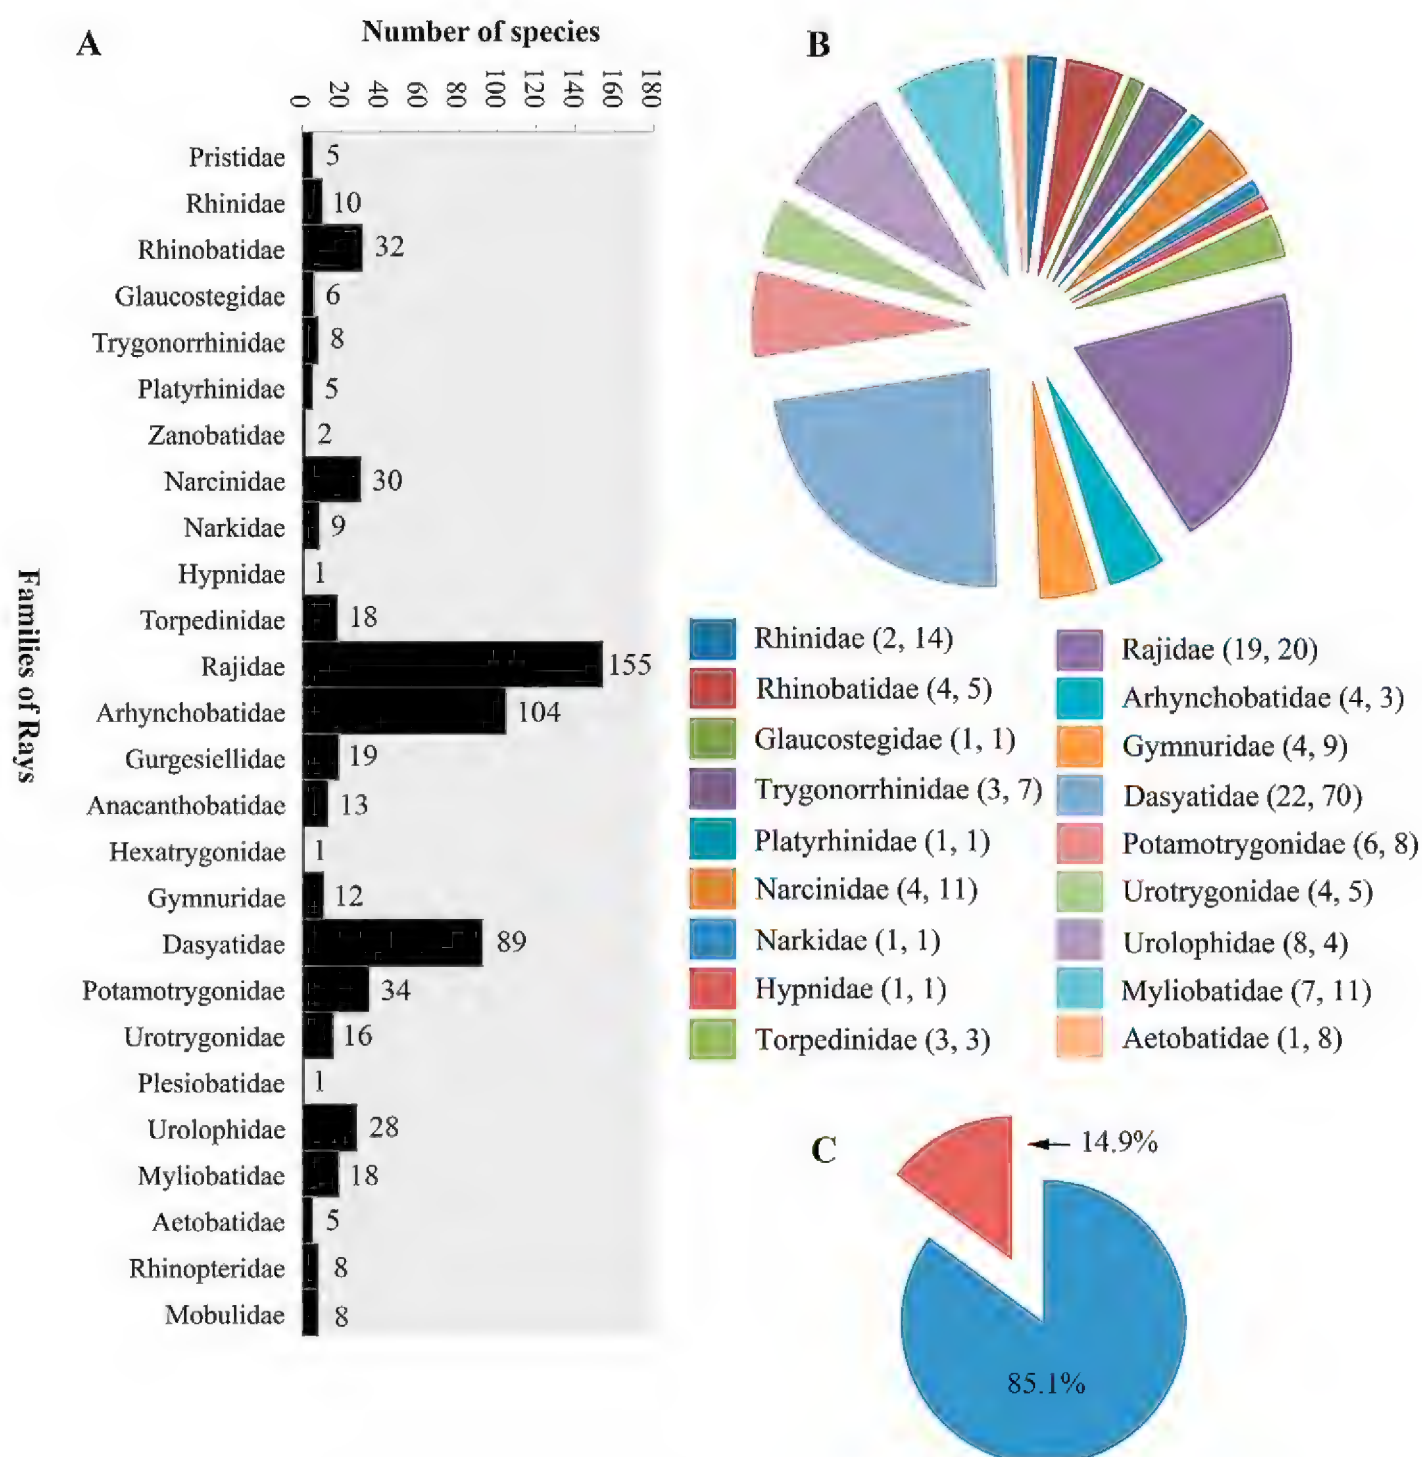 A
Number of species
0 20 40 60 80 100 120 140 160 180
Families of Rays
Pristidae 5
Rhinidae 10
Rhinobatidae 32
Glaucostegidae 6
Trygonorrhinidae 8
Platyrhinidae 5
Zanobatidae 2
Narcinidae 30
Narkidae 9
Hypnidae 1
Torpedinidae 18
Rajidae 155
Arhynchobatidae 104
Gurgesiellidae 19
Anacanthobatidae 13
Hexatrygonidae 1
Gymnuridae 12
Dasyatidae 89
Potamotrygonidae 34
Urotrygonidae 16
Plesiobatidae 1
Urolophidae 28
Myliobatidae 18
Aetobatidae 5
Rhinopteridae 8
Mobulidae 8
B
Rhinidae (2, 14)
Rhinobatidae (4, 5)
Glaucostegidae (1, 1)
Trygonorrhinidae (3, 7)
Platyrhinidae (1, 1)
Narcinidae (4, 11)
Narkidae (1, 1)
Hypnidae (1, 1)
Torpedinidae (3, 3)
Rajidae (19, 20)
Arhynchobatidae (4, 3)
Gymnuridae (4, 9)
Dasyatidae (22, 70)
Potamotrygonidae (6, 8)
Urotrygonidae (4, 5)
Urolophidae (8, 4)
Myliobatidae (7, 11)
Aetobatidae (1, 8)
C
14.9%
85.1%